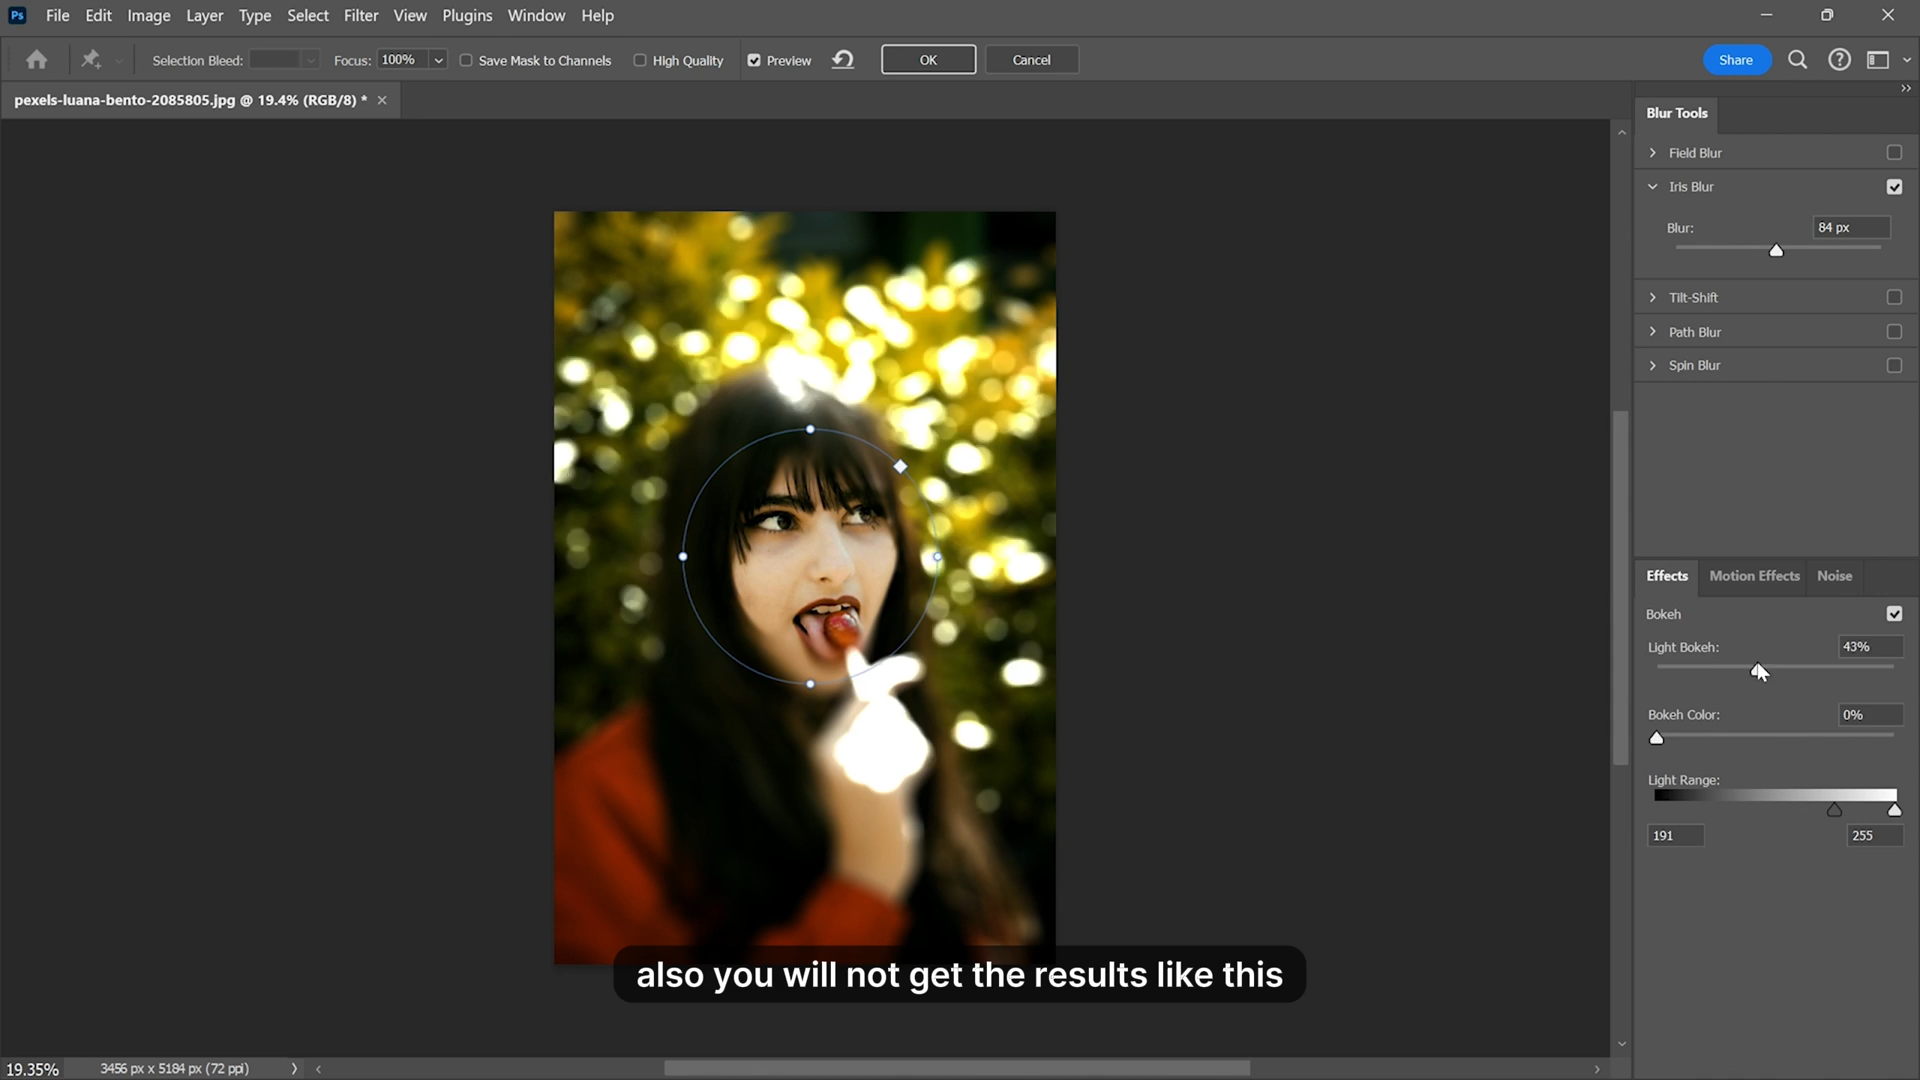 Ps File Edit Image Layer Type Select Filter View Plugins Window Help
Selection Bleed: Focus: 100% Save Mask to Channels High Quality Preview OK Cancel Share
pexels-luana-bento-2085805.jpg @ 19.4% (RGB/8) *
Blur Tools
Field Blur
Iris Blur
Blur: 84 px
Tilt-Shift
Path Blur
Spin Blur
Effects Motion Effects Noise
Bokeh
Light Bokeh: 43%
Bokeh Color: 0%
Light Range:
191 255
also you will not get the results like this
19.35% 3456 px x 5184 px (72 ppi)